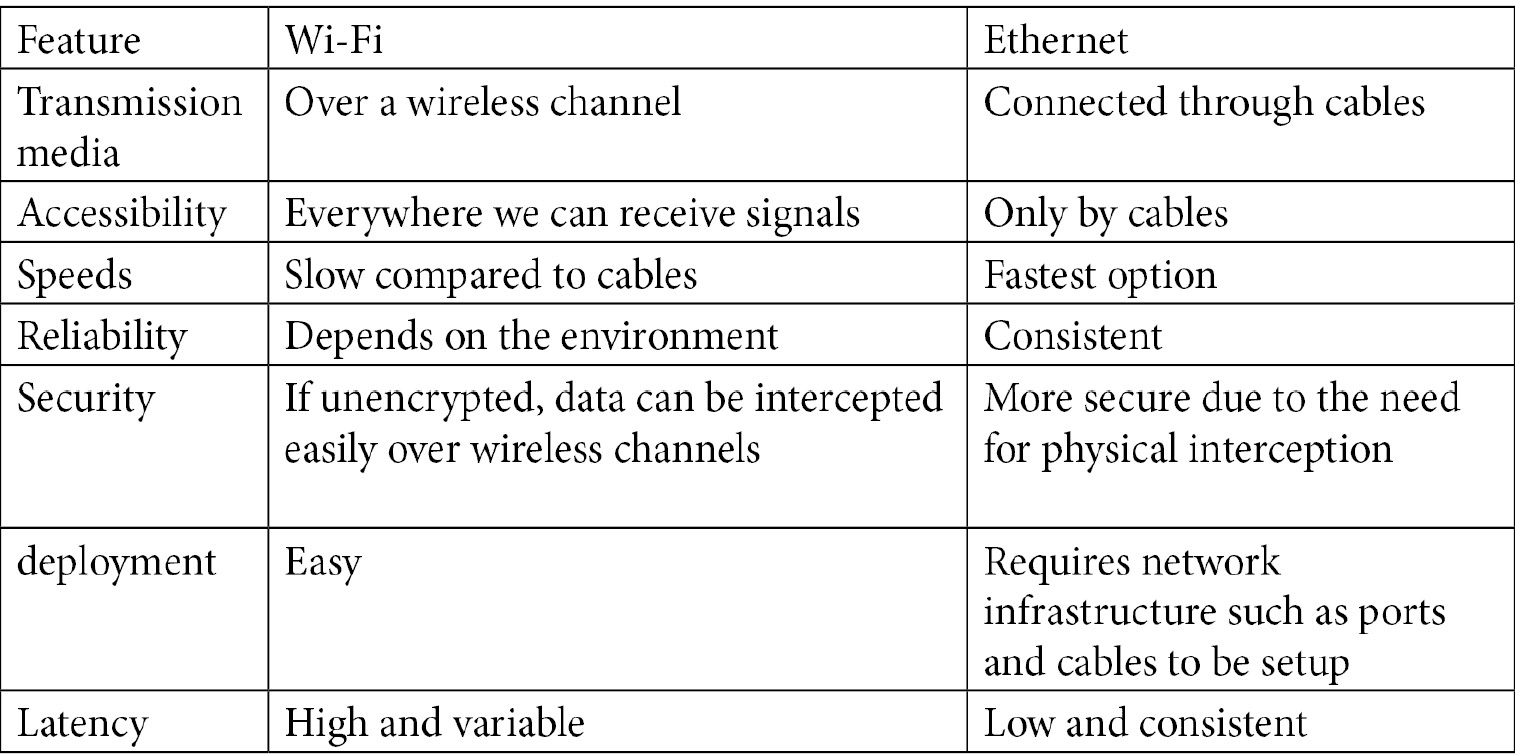 Feature Wi-Fi Ethernet
Transmission media Over a wireless channel Connected through cables
Accessibility Everywhere we can receive signals Only by cables
Speeds Slow compared to cables Fastest option
Reliability Depends on the environment Consistent
Security If unencrypted, data can be intercepted easily over wireless channels More secure due to the need for physical interception
deployment Easy Requires network infrastructure such as ports and cables to be setup
Latency High and variable Low and consistent